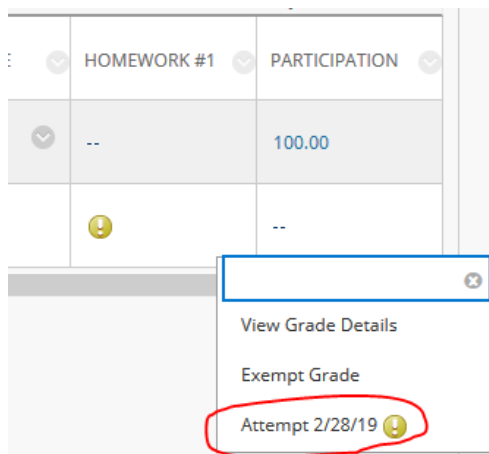 HOMEWORK #1 PARTICIPATION
-- 100.00
--
View Grade Details
Exempt Grade
Attempt 2/28/19